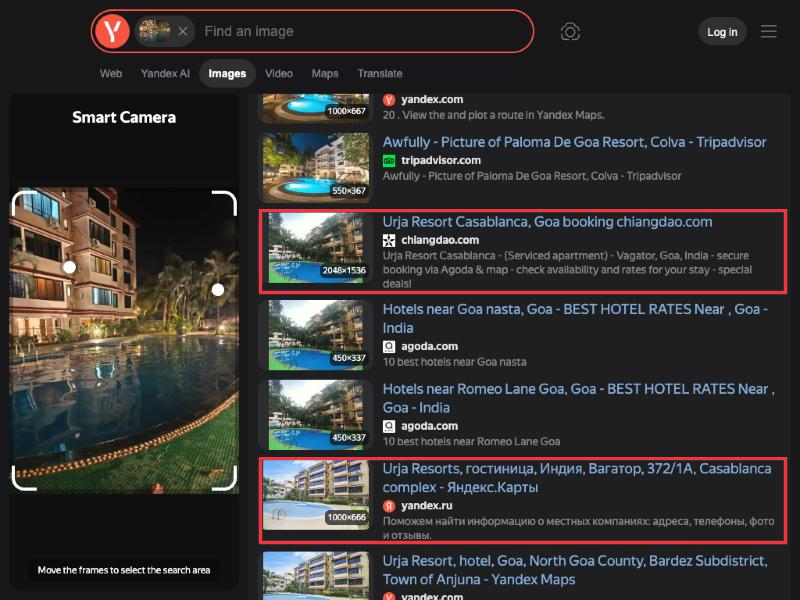 Y
Find an image
Log in
Web
Yandex AI
Images
Video
Maps
Translate
Smart Camera
Move the frames to select the search area
1000×667
yandex.com
20 . View the and plot a route in Yandex Maps.
550×367
Awfully - Picture of Paloma De Goa Resort, Colva - Tripadvisor
tripadvisor.com
Awfully - Picture of Paloma De Goa Resort, Colva - Tripadvisor
2048×1536
Urja Resort Casablanca, Goa booking chiangdao.com
chiangdao.com
Urja Resort Casablanca - (Serviced apartment) - Vagator, Goa, India - secure
booking via Agoda & map - check availability and rates for your stay - special
deals!
450×337
Hotels near Goa nasta, Goa - BEST HOTEL RATES Near , Goa -
India
agoda.com
10 best hotels near Goa nasta
450×337
Hotels near Romeo Lane Goa, Goa - BEST HOTEL RATES Near ,
Goa - India
agoda.com
10 best hotels near Romeo Lane Goa
1000×666
Urja Resorts, гостиница, Индия, Вагатор, 372/1A, Casablanca
complex - Яндекс.Карты
yandex.ru
Поможем найти информацию о местных компаниях: адреса, телефоны, фото
и отзывы.
Urja Resort, hotel, Goa, North Goa County, Bardez Subdistrict,
Town of Anjuna - Yandex Maps
yandex.com